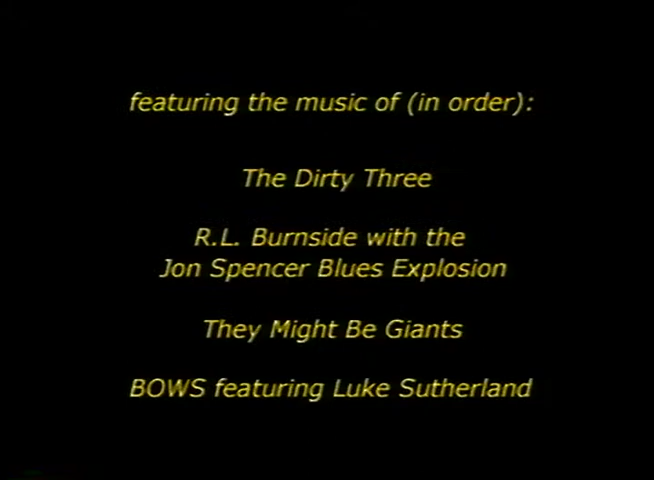 featuring the music of (in order):
The Dirty Three
R.L. Burnside with the
Jon Spencer Blues Explosion
They Might Be Giants
BOWS featuring Luke Sutherland